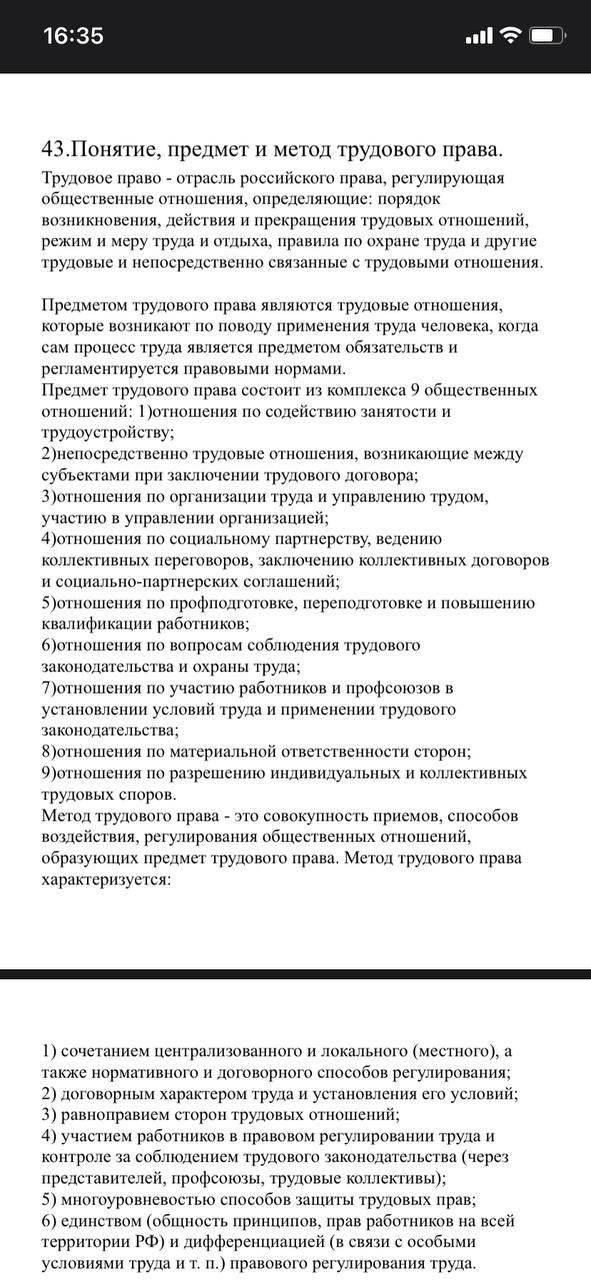 16:35
43.Понятие, предмет и метод трудового права.
Трудовое право - отрасль российского права, регулирующая
общественные отношения, определяющие: порядок
возникновения, действия и прекращения трудовых отношений,
режим и меру труда и отдыха, правила по охране труда и другие
трудовые и непосредственно связанные с трудовыми отношения.
Предметом трудового права являются трудовые отношения,
которые возникают по поводу применения труда человека, когда
сам процесс труда является предметом обязательств и
регламентируется правовыми нормами.
Предмет трудового права состоит из комплекса 9 общественных
отношений: 1)отношения по содействию занятости и
трудоустройству;
2)непосредственно трудовые отношения, возникающие между
субъектами при заключении трудового договора;
3)отношения по организации труда и управлению трудом,
участию в управлении организацией;
4)отношения по социальному партнерству, ведению
коллективных переговоров, заключению коллективных договоров
и социально-партнерских соглашений;
5)отношения по профподготовке, переподготовке и повышению
квалификации работников;
6)отношения по вопросам соблюдения трудового
законодательства и охраны труда;
7)отношения по участию работников и профсоюзов в
установлении условий труда и применении трудового
законодательства;
8)отношения по материальной ответственности сторон;
9)отношения по разрешению индивидуальных и коллективных
трудовых споров.
Метод трудового права - это совокупность приемов, способов
воздействия, регулирования общественных отношений,
образующих предмет трудового права. Метод трудового права
характеризуется:
1) сочетанием централизованного и локального (местного), а
также нормативного и договорного способов регулирования;
2) договорным характером труда и установления его условий;
3) равноправием сторон трудовых отношений;
4) участием работников в правовом регулировании труда и
контроле за соблюдением трудового законодательства (через
представителей, профсоюзы, трудовые коллективы);
5) многоуровневостью способов защиты трудовых прав;
6) единством (общность принципов, прав работников на всей
территории РФ) и дифференциацией (в связи с особыми
условиями труда и т. п.) правового регулирования труда.